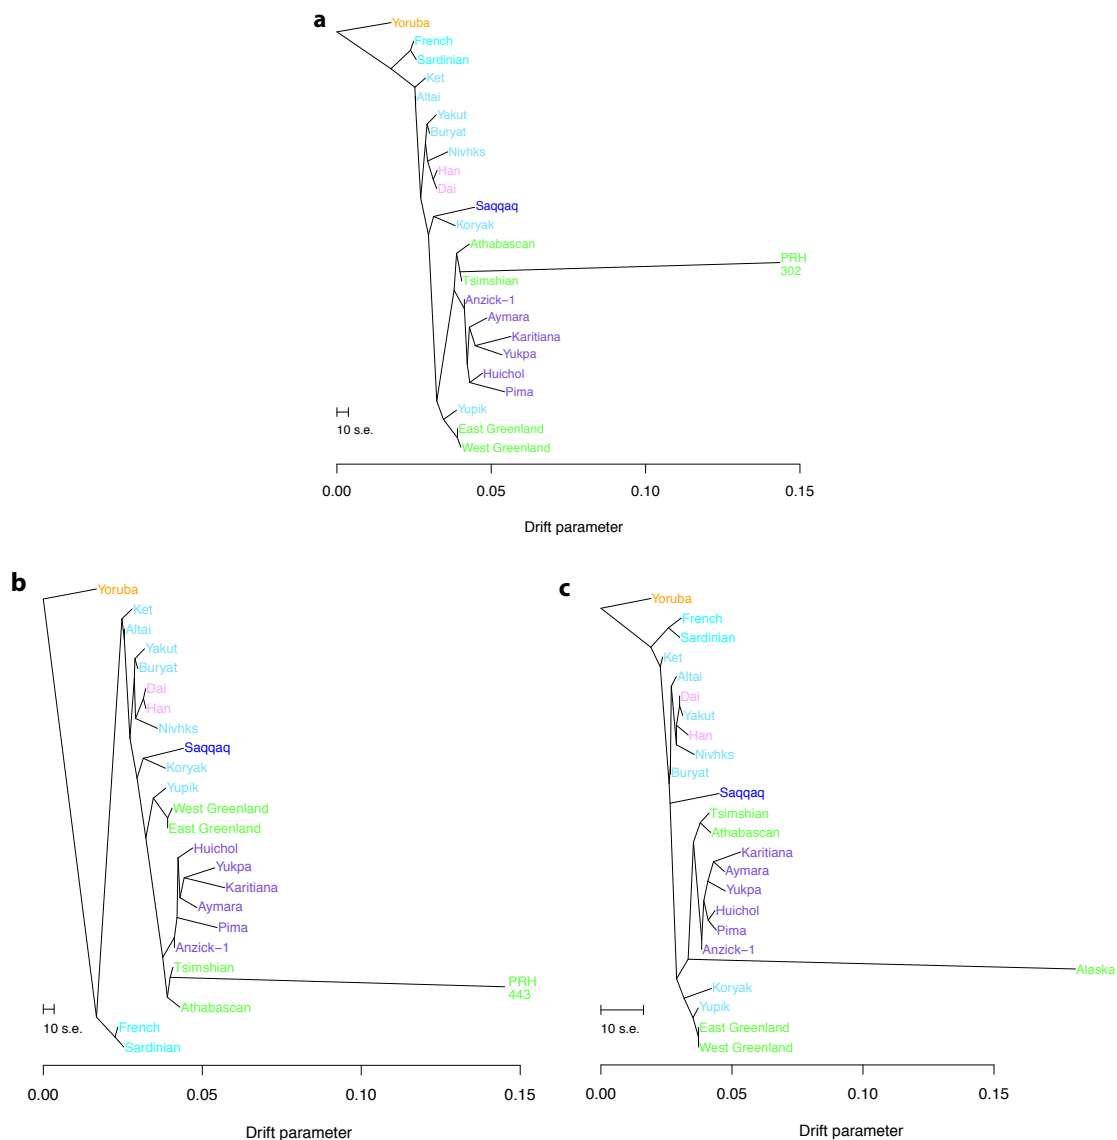 a
Yoruba
French
Sardinian
Ket
Altai
Yakut
Buryat
Nivhks
Han
Dai
Saqqaq
Koryak
Athabascan
PRH
302
Tsimshian
Anzick−1
Aymara
Karitiana
Yukpa
Huichol
Pima
Yupik
East Greenland
West Greenland
10 s.e.
0.00 0.05 0.10 0.15
Drift parameter
b
Yoruba
Ket
Altai
Yakut
Buryat
Dai
Han
Nivhks
Saqqaq
Koryak
Yupik
West Greenland
East Greenland
Huichol
Yukpa
Karitiana
Aymara
Pima
Anzick−1
Tsimshian
PRH
443
Athabascan
French
Sardinian
10 s.e.
0.00 0.05 0.10 0.15
Drift parameter
c
Yoruba
French
Sardinian
Ket
Altai
Dai
Yakut
Han
Nivhks
Buryat
Saqqaq
Tsimshian
Athabascan
Karitiana
Aymara
Yukpa
Huichol
Pima
Anzick−1
Alaska
Koryak
Yupik
East Greenland
West Greenland
10 s.e.
0.00 0.05 0.10 0.15
Drift parameter